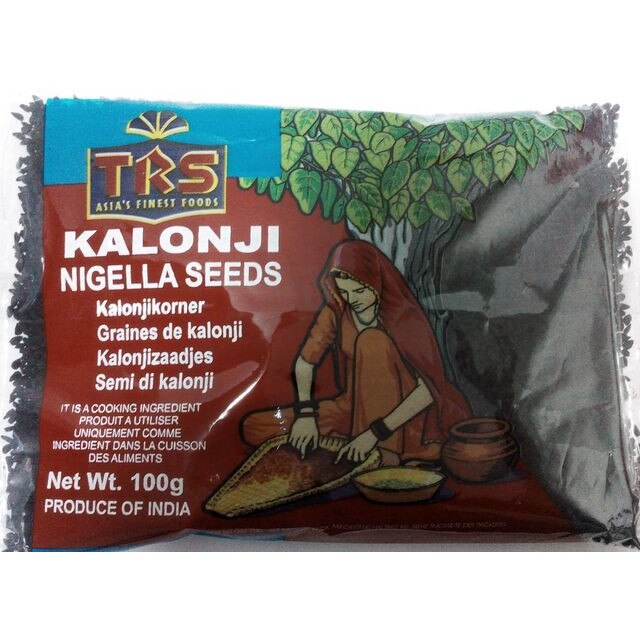 TRS
ASIA'S FINEST FOODS
KALONJI
NIGELLA SEEDS
Kalonjikorner
Graines de kalonji
Kalonjizaadjes
Semi di kalonji
IT IS A COOKING INGREDIENT
PRODUIT A UTILISER
UNIQUEMENT COMME
INGREDIENT DANS LA CUISSON
DES ALIMENTS
Net Wt. 100g
PRODUCE OF INDIA